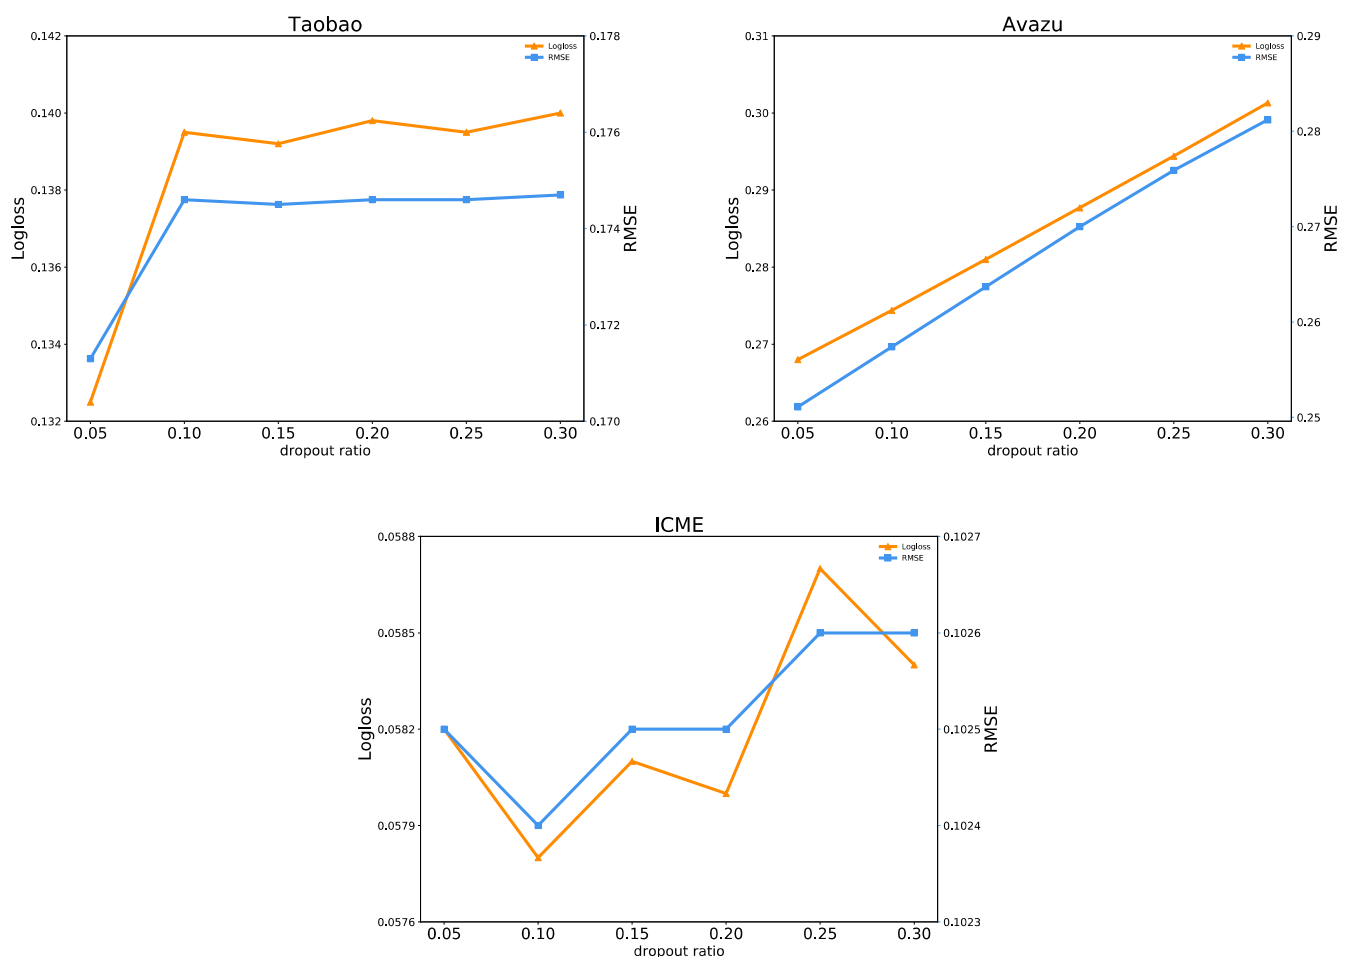 Taobao
0.142
0.140
0.138
0.136
0.134
0.132
Logloss
0.178
0.176
0.174
0.172
0.170
RMSE
Logloss
RMSE
0.05 0.10 0.15 0.20 0.25 0.30
dropout ratio
Avazu
0.31
0.30
0.29
0.28
0.27
0.26
Logloss
0.29
0.28
0.27
0.26
0.25
RMSE
Logloss
RMSE
0.05 0.10 0.15 0.20 0.25 0.30
dropout ratio
ICME
0.0588
0.0585
0.0582
0.0579
0.0576
Logloss
0.1027
0.1026
0.1025
0.1024
0.1023
RMSE
Logloss
RMSE
0.05 0.10 0.15 0.20 0.25 0.30
dropout ratio